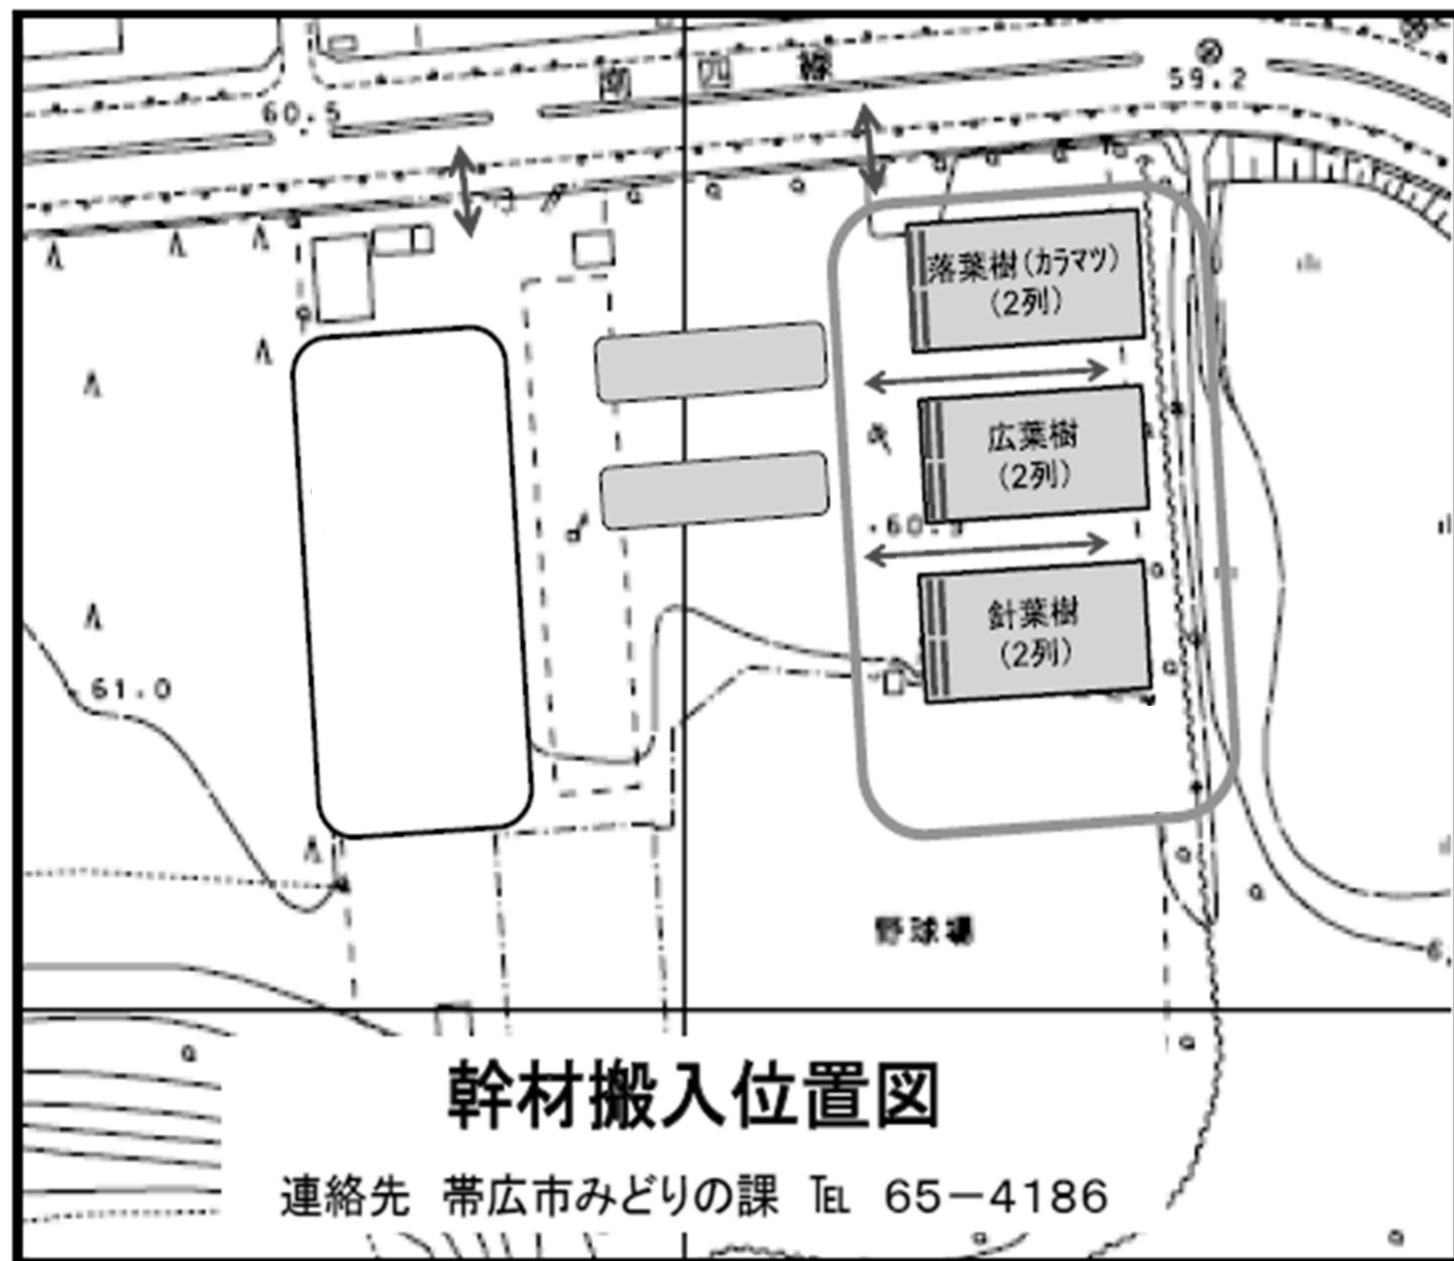 南四線
60.5
59.2
落葉樹(カラマツ)
(2列)
広葉樹
(2列)
針葉樹
(2列)
61.0
野球場
幹材搬入位置図
連絡先 帯広市みどりの課 ℡ 65-4186